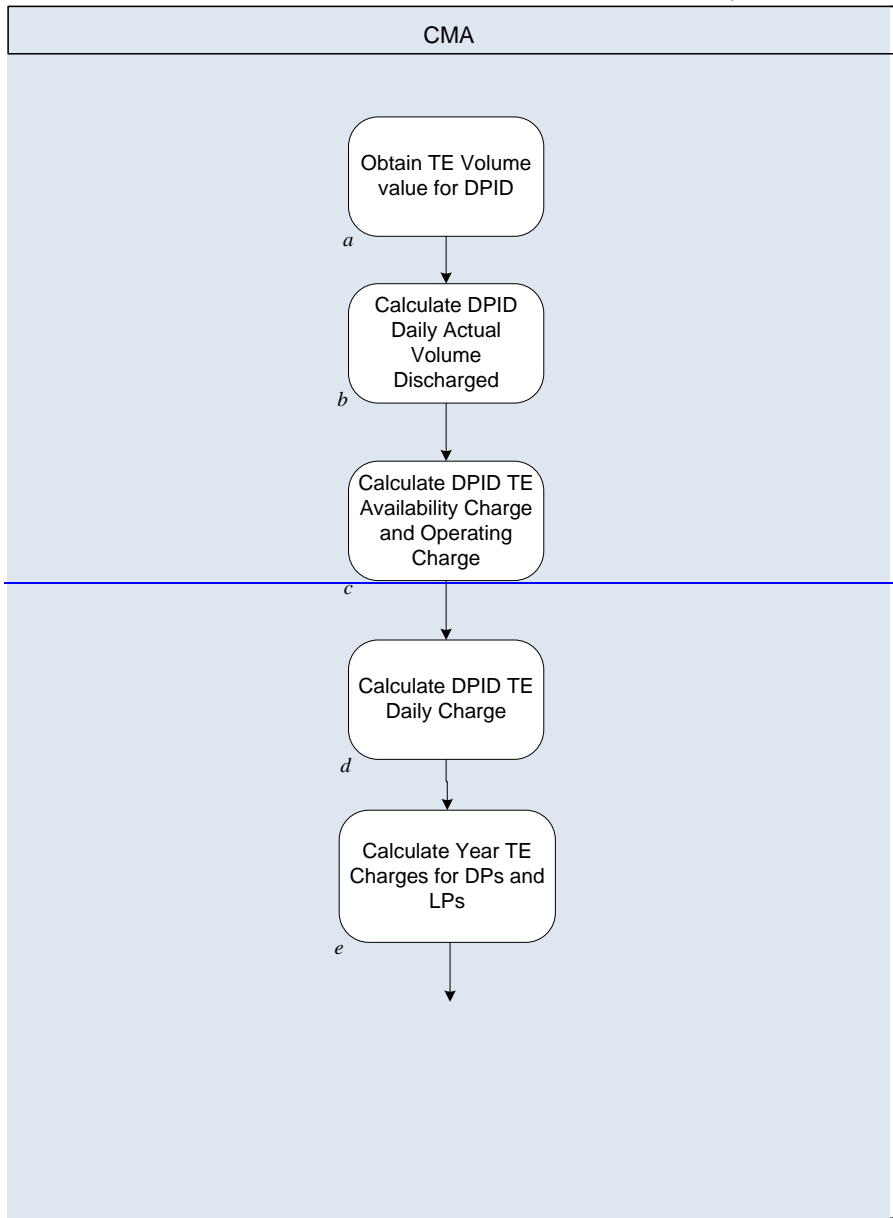 CMA
Obtain TE Volume
value for DPID
a
Calculate DPID
Daily Actual
Volume
Discharged
b
Calculate DPID TE
Availability Charge
and Operating
Charge
c
Calculate DPID TE
Daily Charge
d
Calculate Year TE
Charges for DPs and
LPs
e